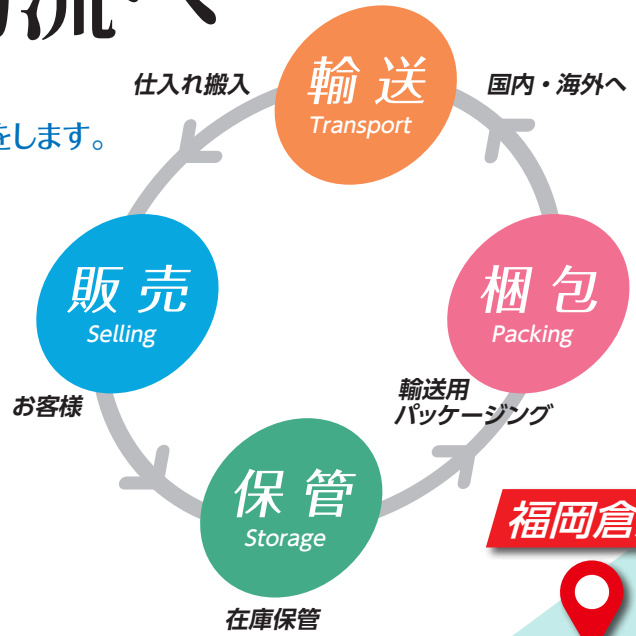 流へ
をします。
仕入れ搬入
輸送
Transport
国内・海外へ
販売
Selling
梱包
Packing
お客様
輸送用
パッケージング
保管
Storage
在庫保管
福岡倉